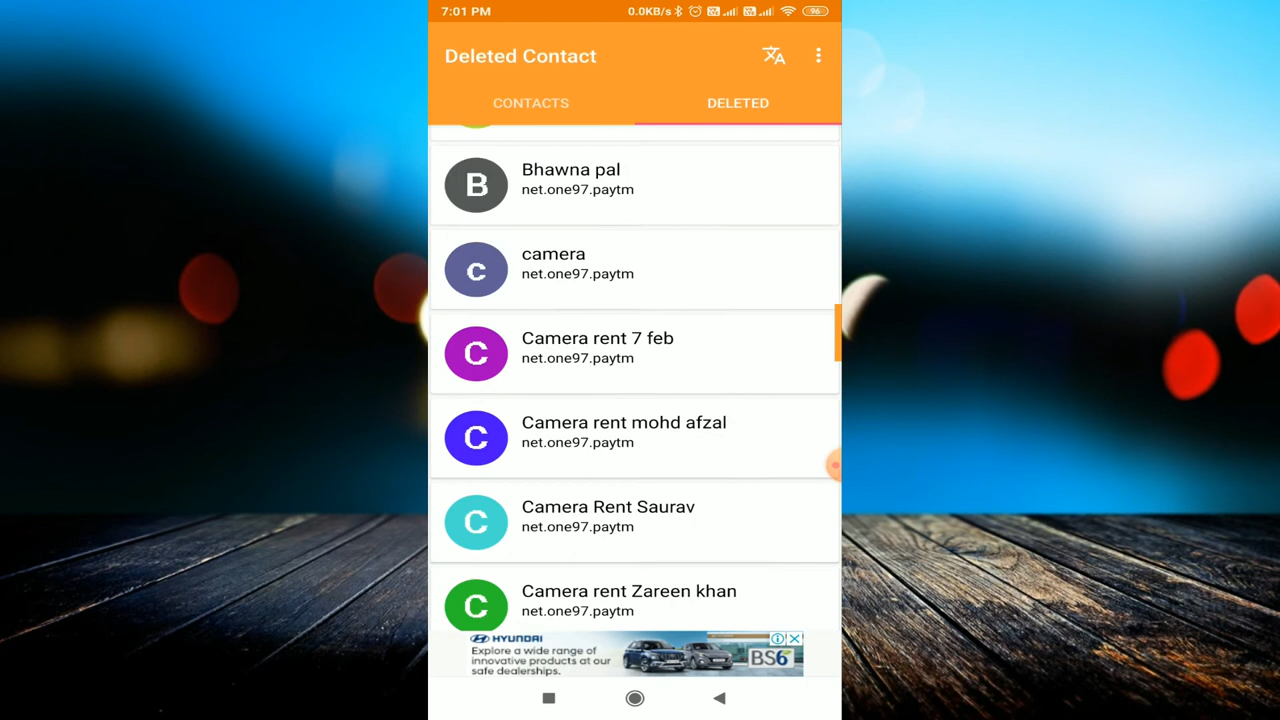 7:01 PM
0.0KB/s
96
Deleted Contact
CONTACTS
DELETED
B
Bhawna pal
net.one97.paytm
c
camera
net.one97.paytm
C
Camera rent 7 feb
net.one97.paytm
C
Camera rent mohd afzal
net.one97.paytm
C
Camera Rent Saurav
net.one97.paytm
C
Camera rent Zareen khan
net.one97.paytm
HYUNDAI
Explore a wide range of
innovative products at our
safe dealerships.
BS6